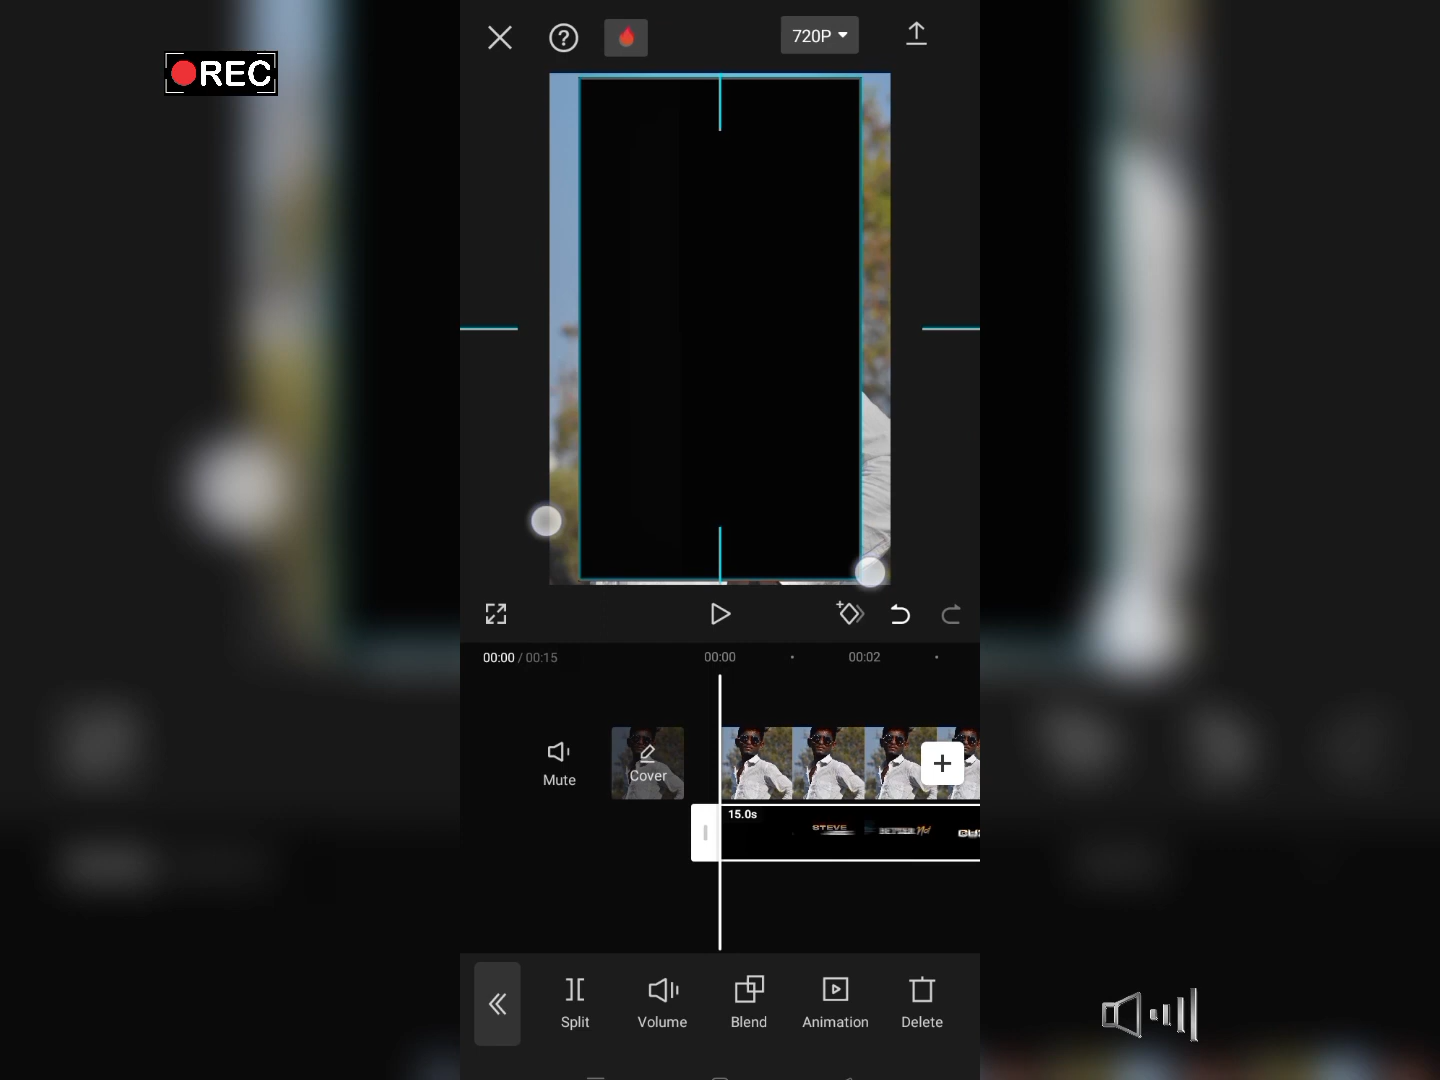 REC
720P
00:00 / 00:15
00:00
00:02
Mute
Cover
15.0s
STEVE
Split
Volume
Blend
Animation
Delete